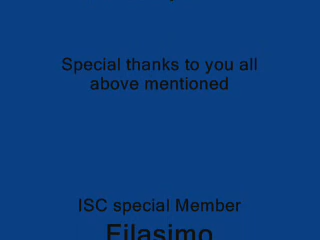 Special thanks to you all
above mentioned
ISC special Member
Filasimo